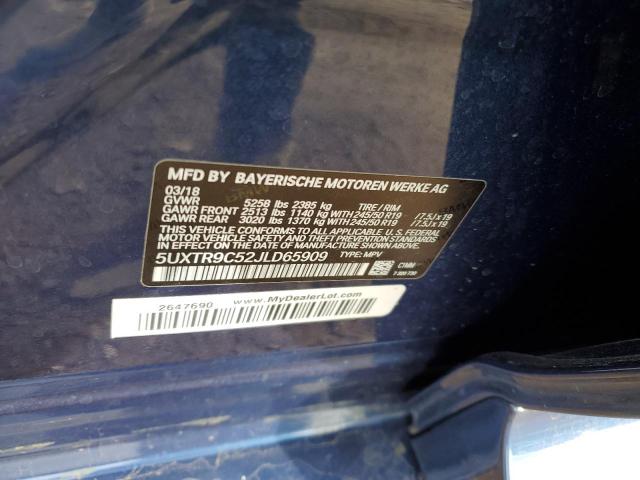 MFD BY BAYERISCHE MOTOREN WERKE AG
03/18
GVWR 5258 lbs 2385 kg TIRE / RIM
GAWR FRONT 2513 lbs 1140 kg WITH 245/50 R19 /7.5J x 19
GAWR REAR 3020 lbs 1370 kg WITH 245/50 R19 /7.5J x 19
THIS VEHICLE CONFORMS TO ALL APPLICABLE U.S. FEDERAL
MOTOR VEHICLE SAFETY, BUMPER, AND THEFT PREVENTION
STANDARDS IN EFFECT ON THE DATE OF MANUFACTURE SHOWN ABOVE.
5UXTR9C52JLD65909 TYPE: MPV
2647690 www.MyDealerLot.com